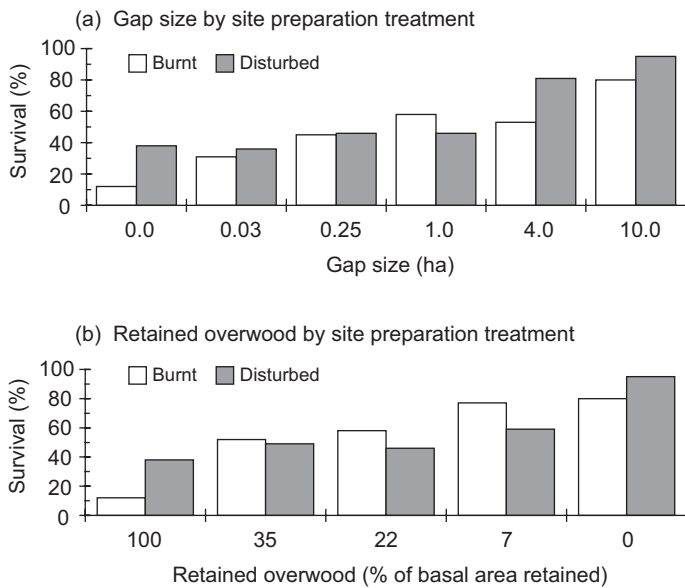 (a) Gap size by site preparation treatment
100
80
60
40
20
0
Survival (%)
Burnt Disturbed
0.0 0.03 0.25 1.0 4.0 10.0
Gap size (ha)
(b) Retained overwood by site preparation treatment
100
80
60
40
20
0
Survival (%)
Burnt Disturbed
100 35 22 7 0
Retained overwood (% of basal area retained)